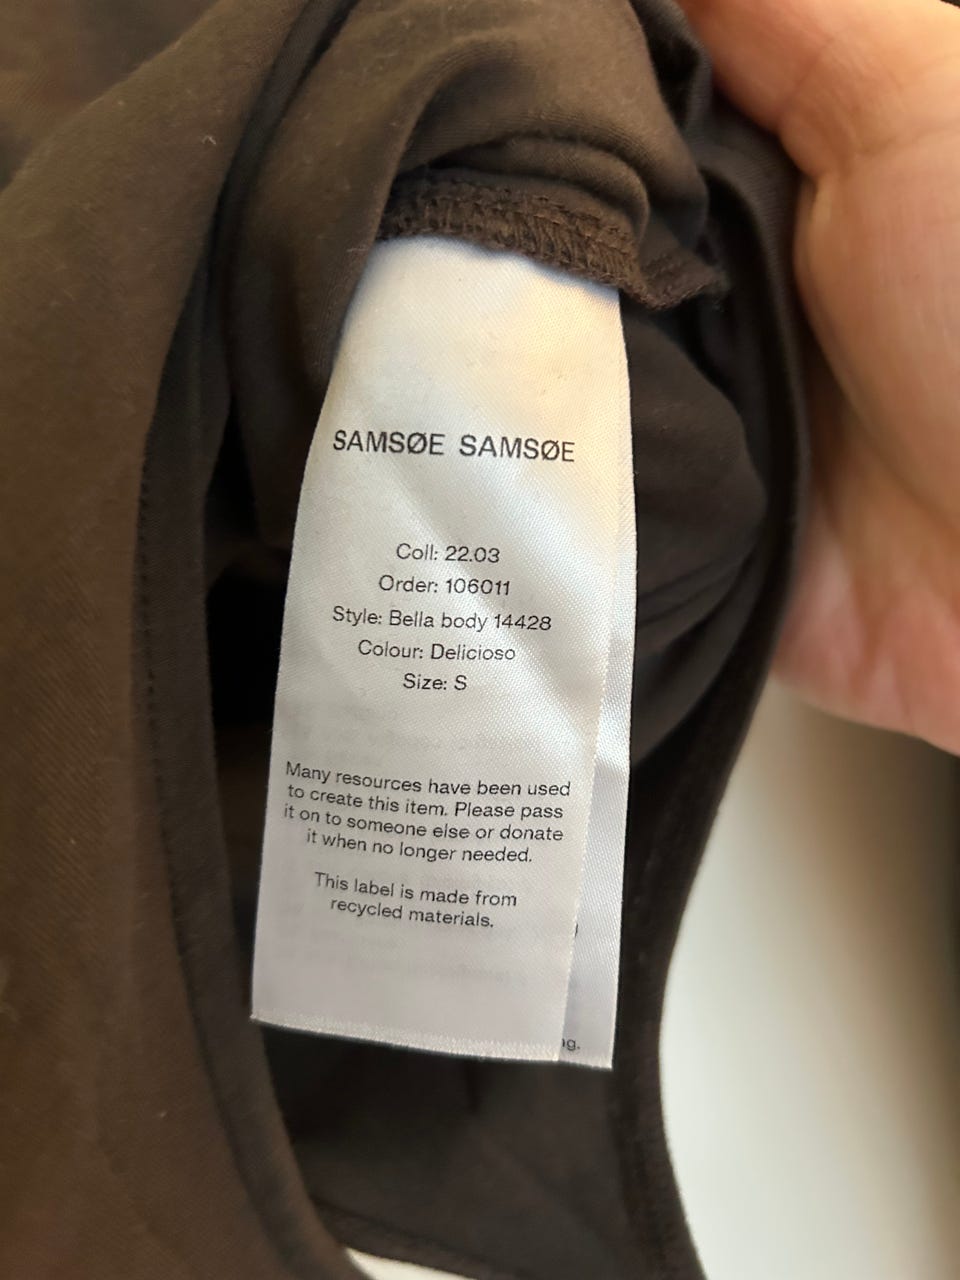 SAMSØE SAMSØE
Coll: 22.03
Order: 106011
Style: Bella body 14428
Colour: Delicioso
Size: S
Many resources have been used
to create this item. Please pass
it on to someone else or donate
it when no longer needed.
This label is made from
recycled materials.